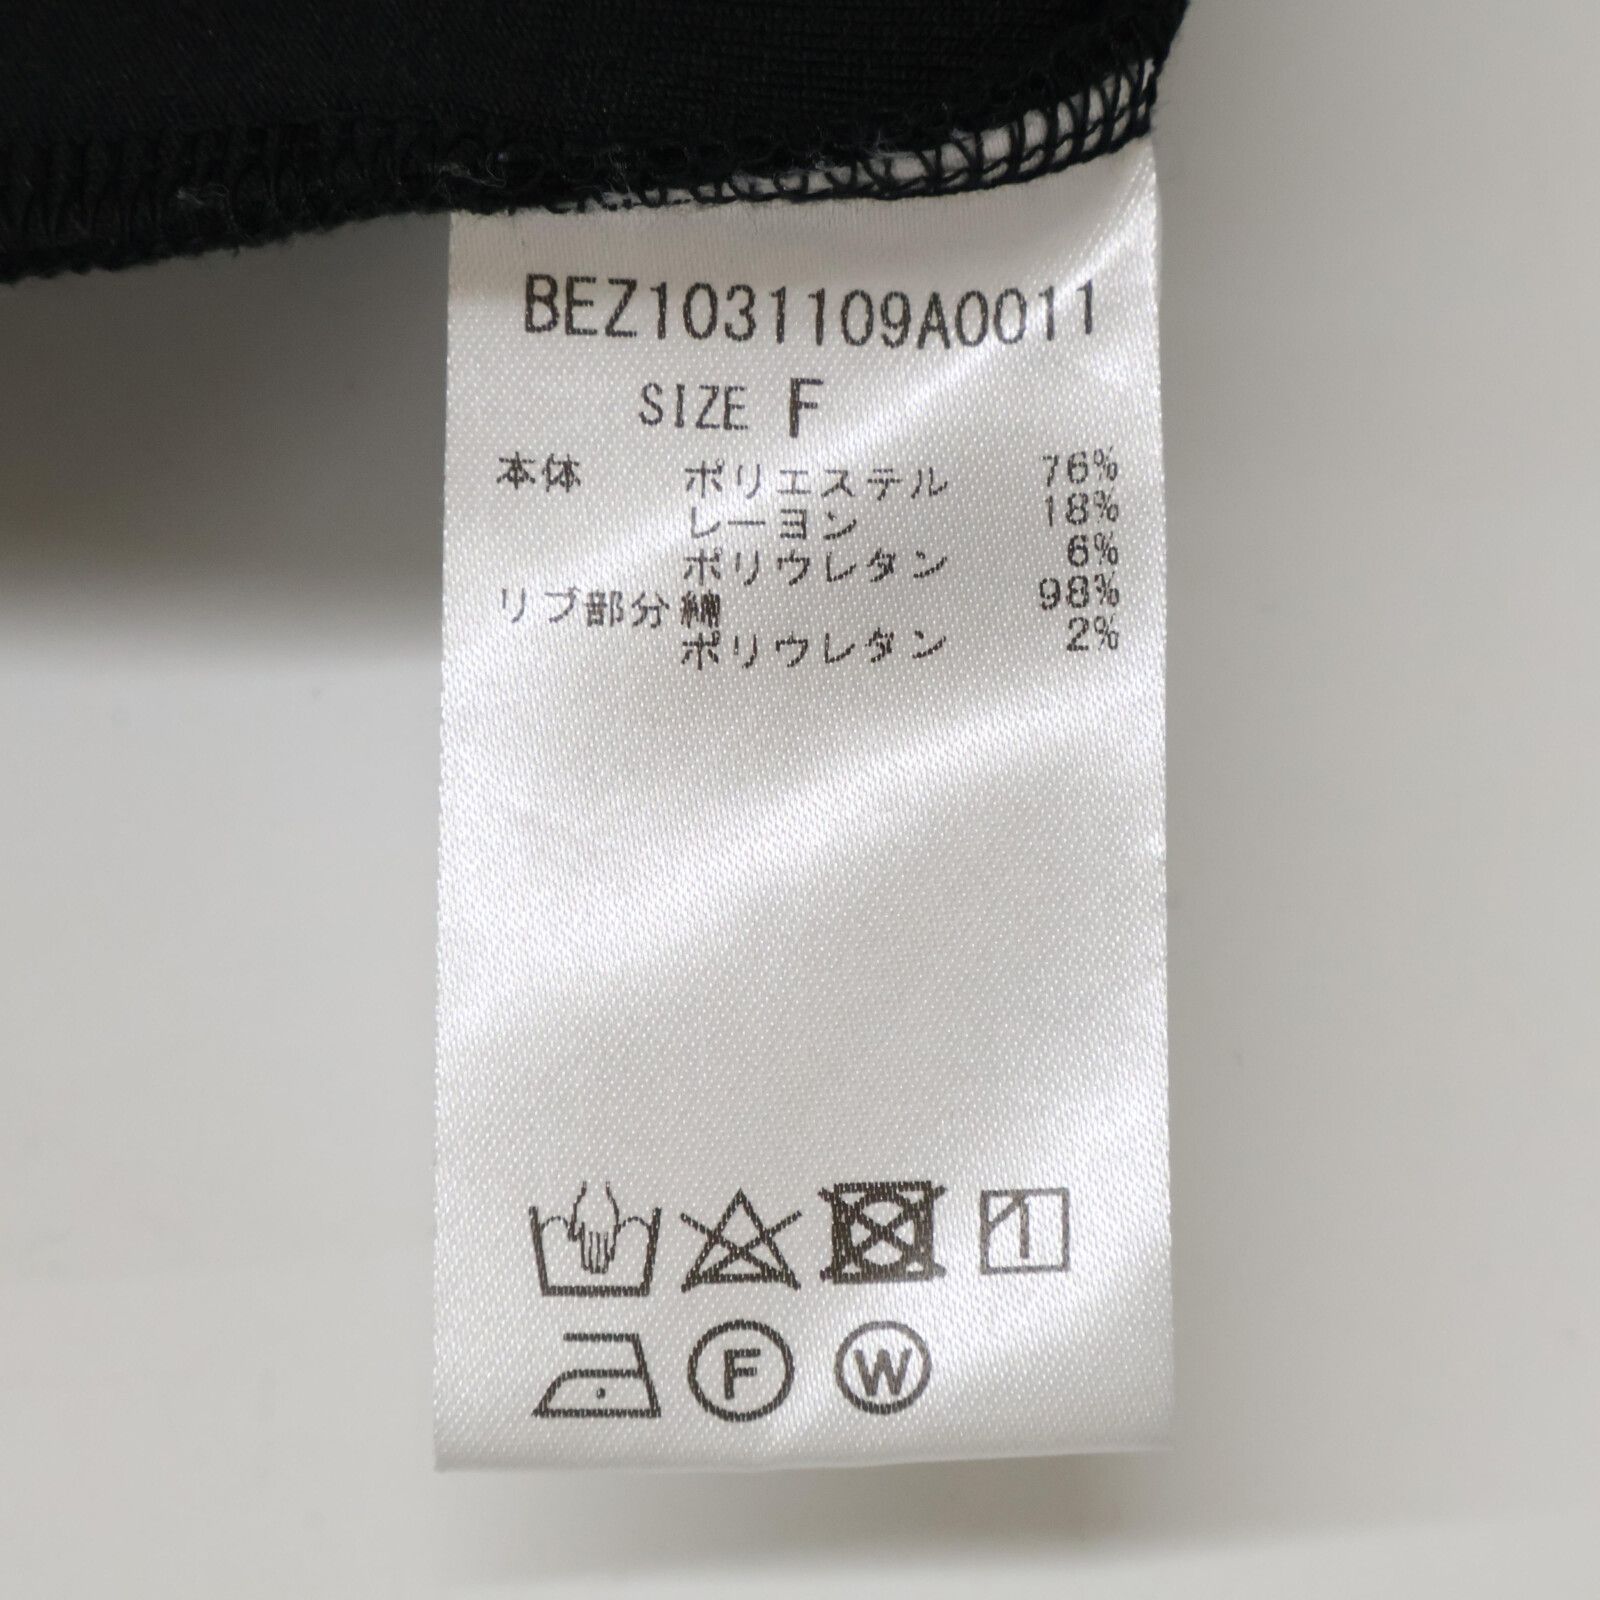 BEZ1031109A0011
SIZE F
本体 ポリエステル 76%
レーヨン 18%
ポリウレタン 6%
リブ部分 綿 98%
ポリウレタン 2%
F W